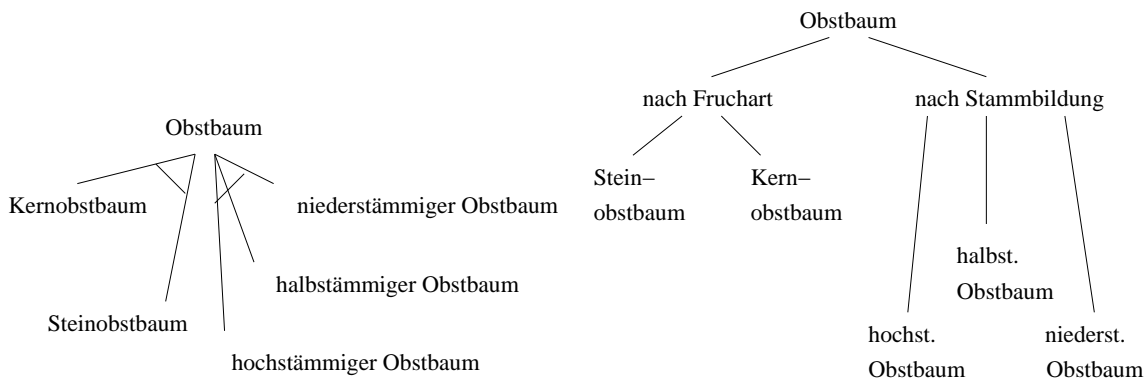 Obstbaum
Kernobstbaum
niederstämmiger Obstbaum
halbstämmiger Obstbaum
Steinobstbaum
hochstämmiger Obstbaum
Obstbaum
nach Fruchart
nach Stammbildung
Stein–
obstbaum
Kern–
obstbaum
halbst.
Obstbaum
hochst.
Obstbaum
niederst.
Obstbaum